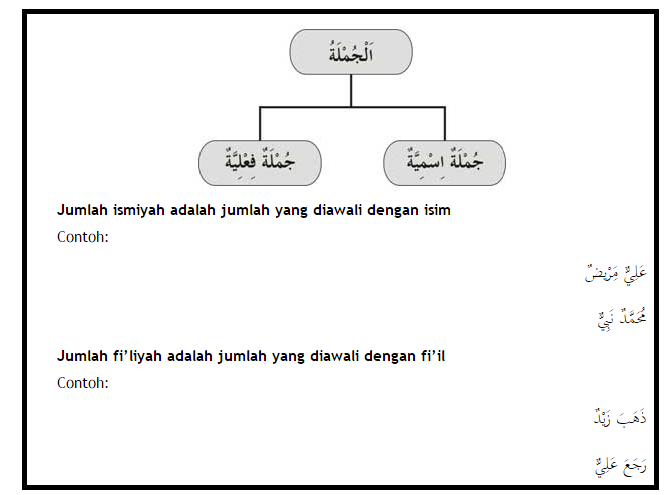 اَلْجُمْلَةُ
جُمْلَةٌ فِعْلِيَّةٌ جُمْلَةٌ اِسْمِيَّةٌ
Jumlah ismiyah adalah jumlah yang diawali dengan isim
Contoh:
عَلِيٌّ مَرِيْضٌ
مُحَمَّدٌ نَبِيٌّ
Jumlah fi’liyah adalah jumlah yang diawali dengan fi’il
Contoh:
ذَهَبَ زَيْدٌ
رَجَعَ عَلِيٌّ